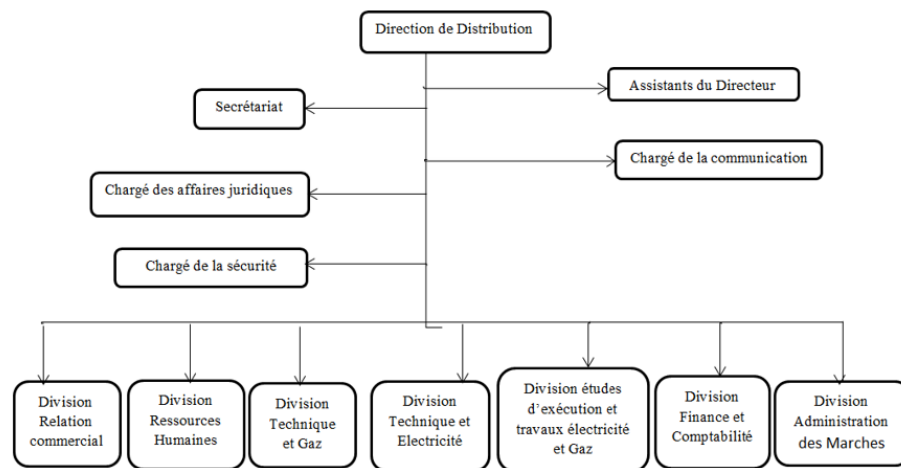 Direction de Distribution
Assistants du Directeur
Secrétariat
Chargé de la communication
Chargé des affaires juridiques
Chargé de la sécurité
Division
Relation
commercial
Division
Ressources
Humaines
Division
Technique
et Gaz
Division
Technique et
Electricité
Division études
d'exécution et
travaux électricité
et Gaz
Division
Finance et
Comptabilité
Division
Administration
des Marches